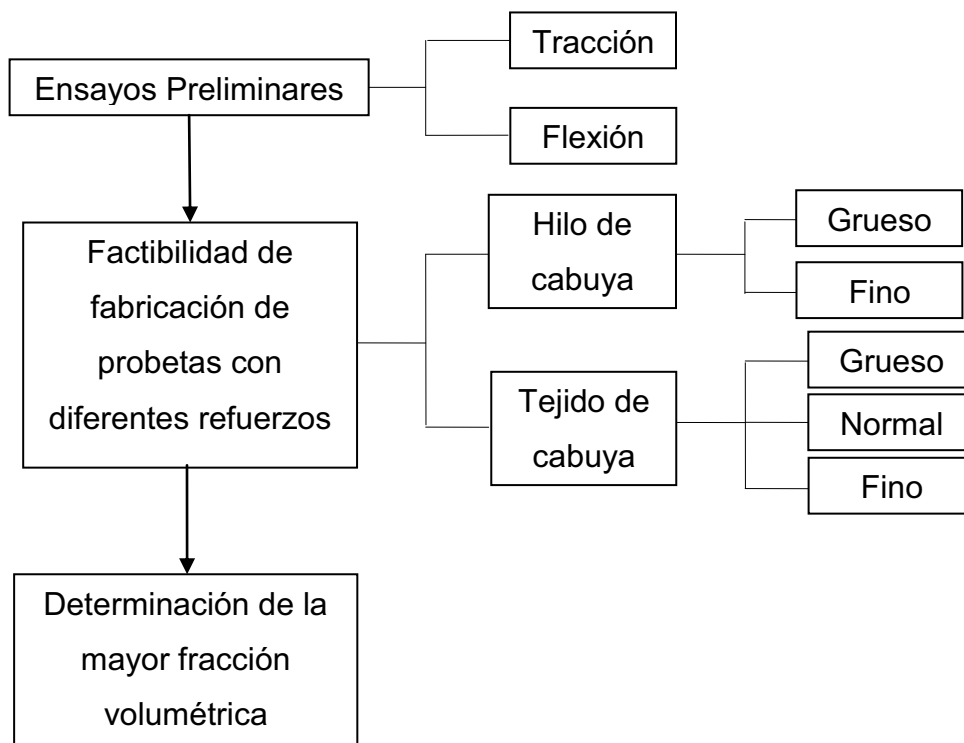 Ensayos Preliminares
Tracción
Flexión
Factibilidad de
fabricación de
probetas con
diferentes refuerzos
Hilo de
cabuya
Grueso
Fino
Tejido de
cabuya
Grueso
Normal
Fino
Determinación de la
mayor fracción
volumétrica